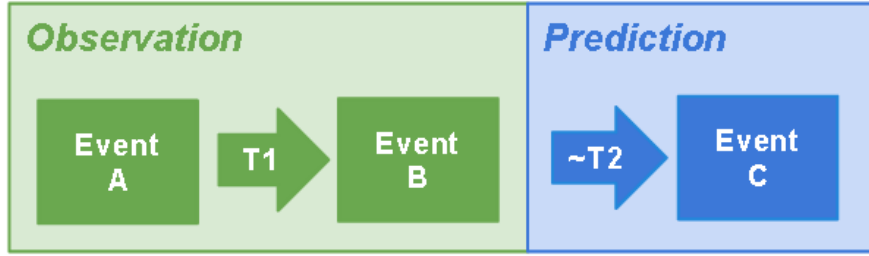 Observation
Prediction
Event
A
T1
Event
B
~T2
Event
C